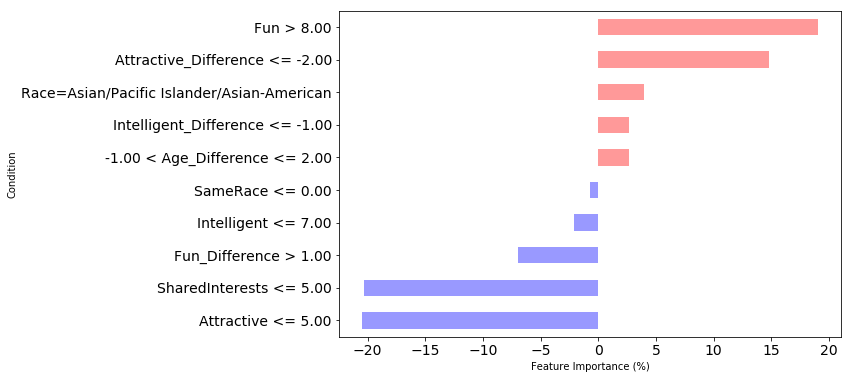 Fun > 8.00
Attractive_Difference <= -2.00
Race=Asian/Pacific Islander/Asian-American
Intelligent_Difference <= -1.00
-1.00 < Age_Difference <= 2.00
SameRace <= 0.00
Intelligent <= 7.00
Fun_Difference > 1.00
SharedInterests <= 5.00
Attractive <= 5.00
Condition
−20 −15 −10 −5 0 5 10 15 20
Feature Importance (%)